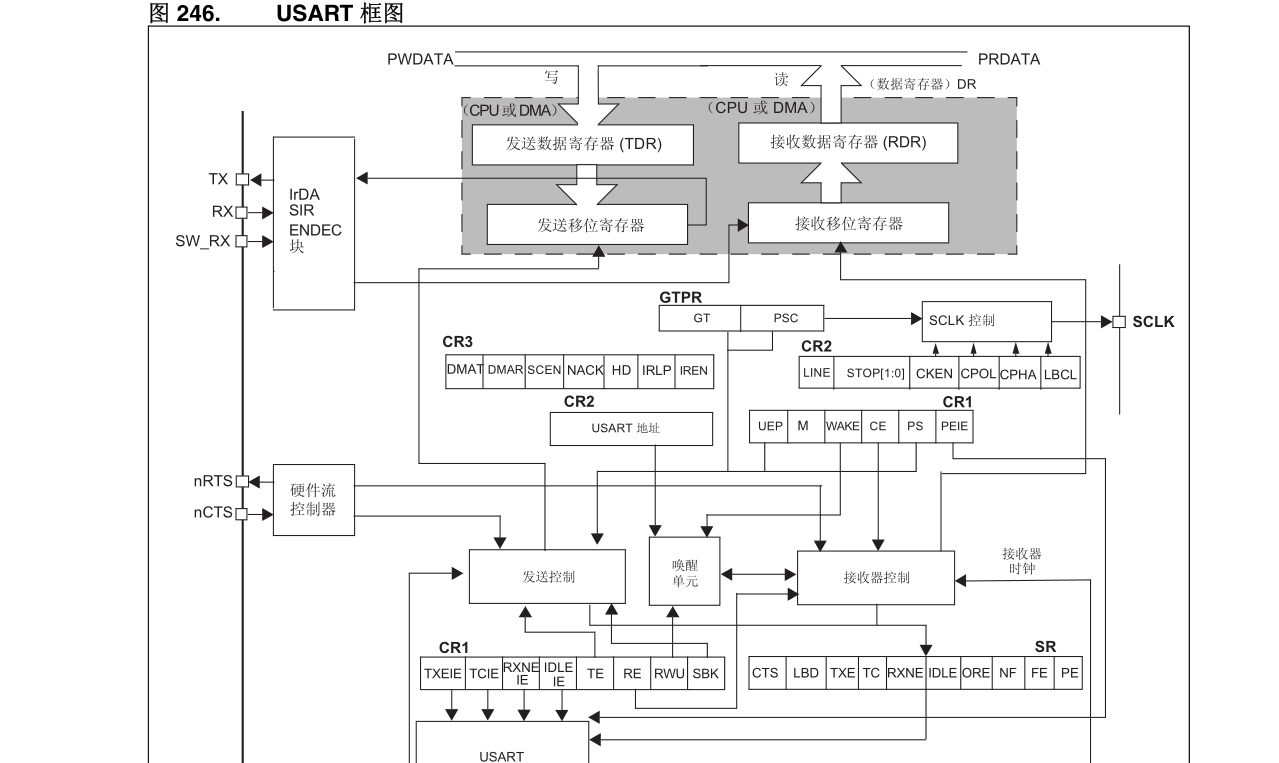 图 246. USART 框图
PWDATA
PRDATA
写
读
（数据寄存器）DR
（CPU 或 DMA）
（CPU 或 DMA）
发送数据寄存器 (TDR)
接收数据寄存器 (RDR)
TX
RX
SW_RX
IrDA
SIR
ENDEC
块
发送移位寄存器
接收移位寄存器
GTPR
GT
PSC
SCLK 控制
SCLK
CR3
DMAT
DMAR
SCEN
NACK
HD
IRLP
IREN
CR2
LINE
STOP[1:0]
CKEN
CPOL
CPHA
LBCL
CR2
USART 地址
CR1
UEP
M
WAKE
CE
PS
PEIE
nRTS
nCTS
硬件流
控制器
发送控制
唤醒
单元
接收器控制
接收器
时钟
CR1
TXEIE
TCIE
RXNE
IE
IDLE
IE
TE
RE
RWU
SBK
SR
CTS
LBD
TXE
TC
RXNE
IDLE
ORE
NF
FE
PE
USART